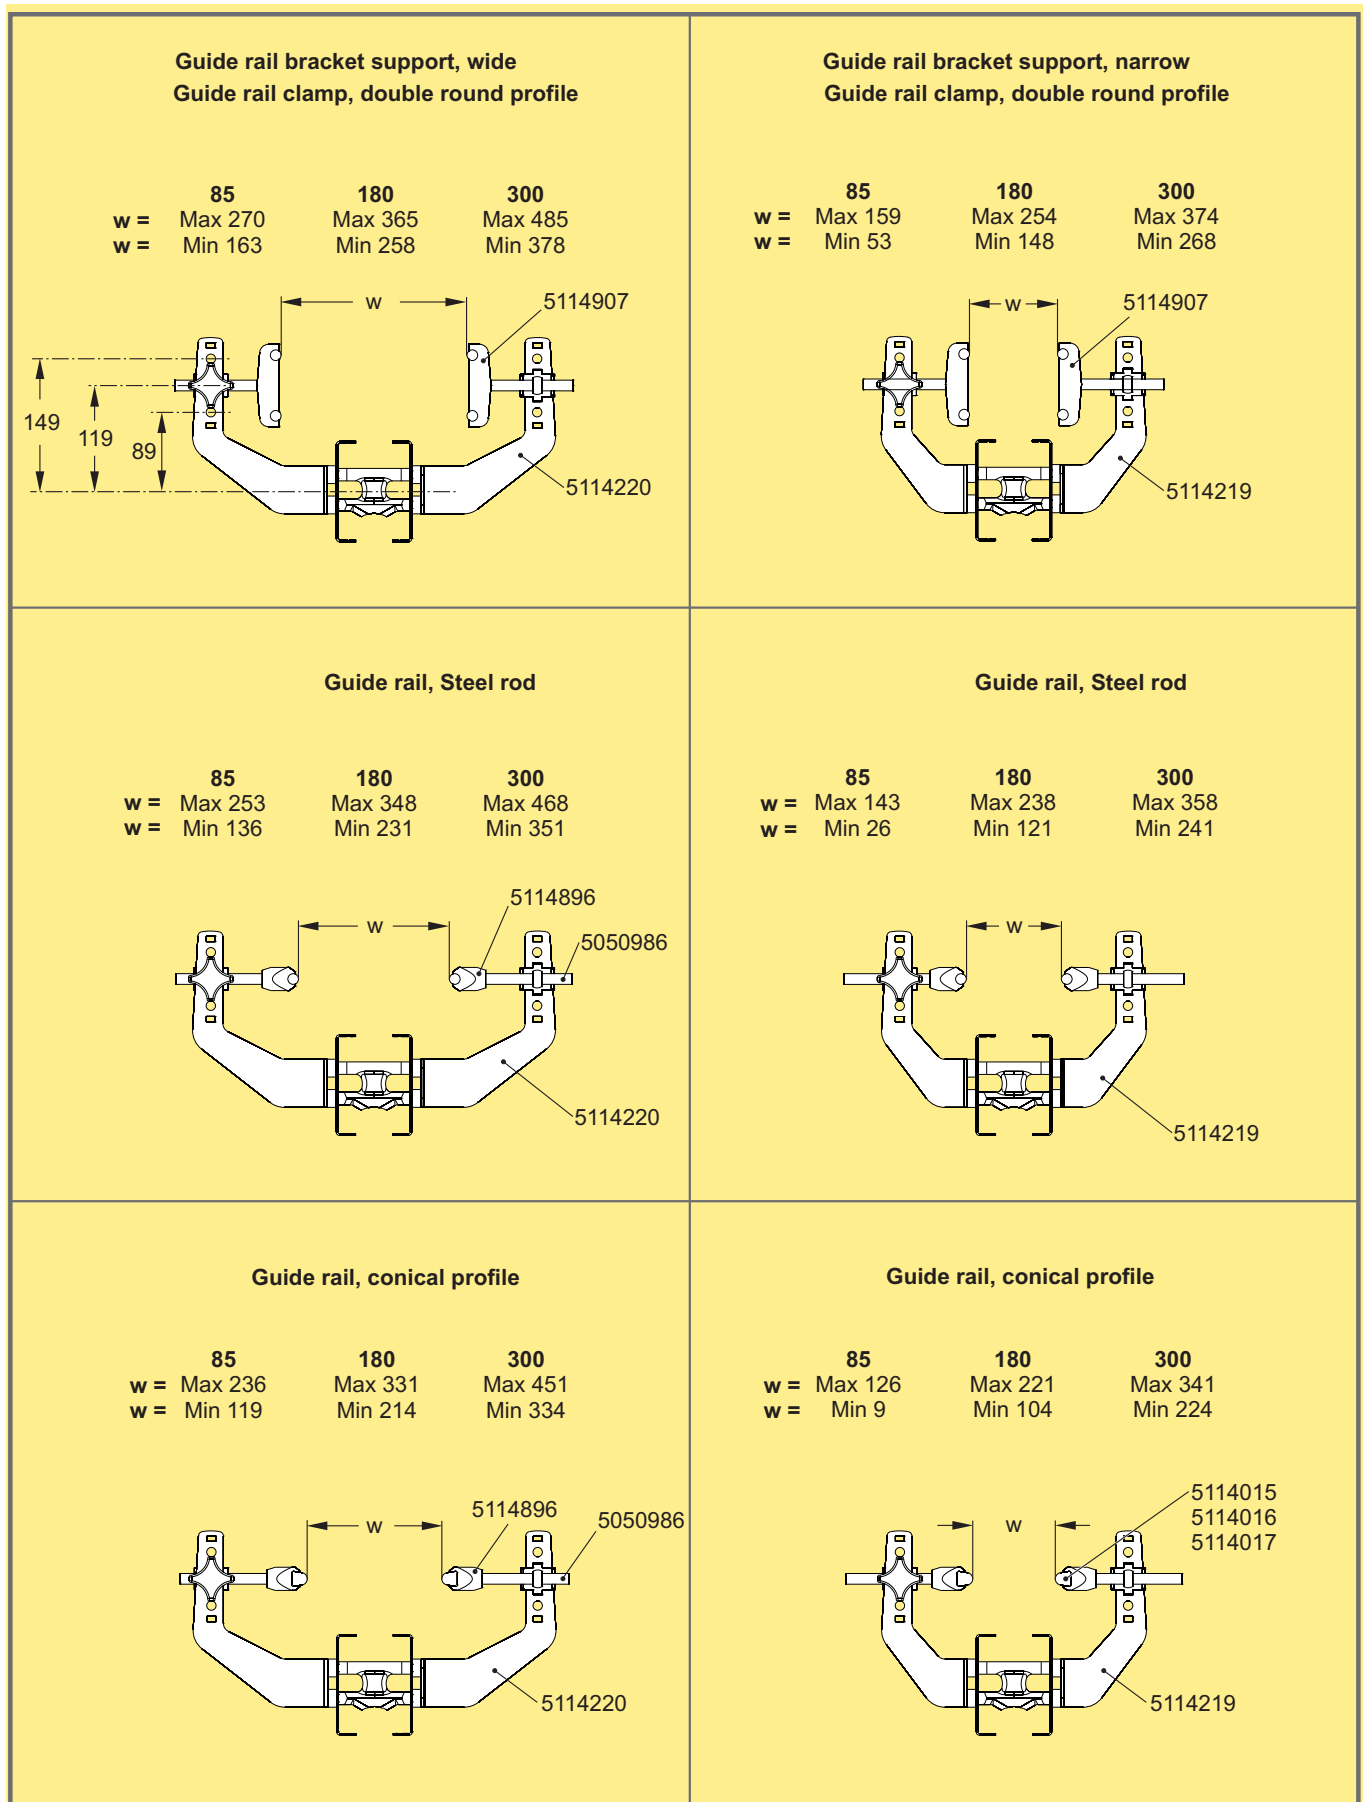 Guide rail bracket support, wide
Guide rail clamp, double round profile
85 180 300
w = Max 270 Max 365 Max 485
w = Min 163 Min 258 Min 378
w
5114907
149
119
89
5114220
Guide rail bracket support, narrow
Guide rail clamp, double round profile
85 180 300
w = Max 159 Max 254 Max 374
w = Min 53 Min 148 Min 268
w
5114907
5114219
Guide rail, Steel rod
85 180 300
w = Max 253 Max 348 Max 468
w = Min 136 Min 231 Min 351
5114896
w
5050986
5114220
Guide rail, Steel rod
85 180 300
w = Max 143 Max 238 Max 358
w = Min 26 Min 121 Min 241
w
5114219
Guide rail, conical profile
85 180 300
w = Max 236 Max 331 Max 451
w = Min 119 Min 214 Min 334
5114896
5050986
w
5114220
Guide rail, conical profile
85 180 300
w = Max 126 Max 221 Max 341
w = Min 9 Min 104 Min 224
5114015
5114016
w
5114017
5114219